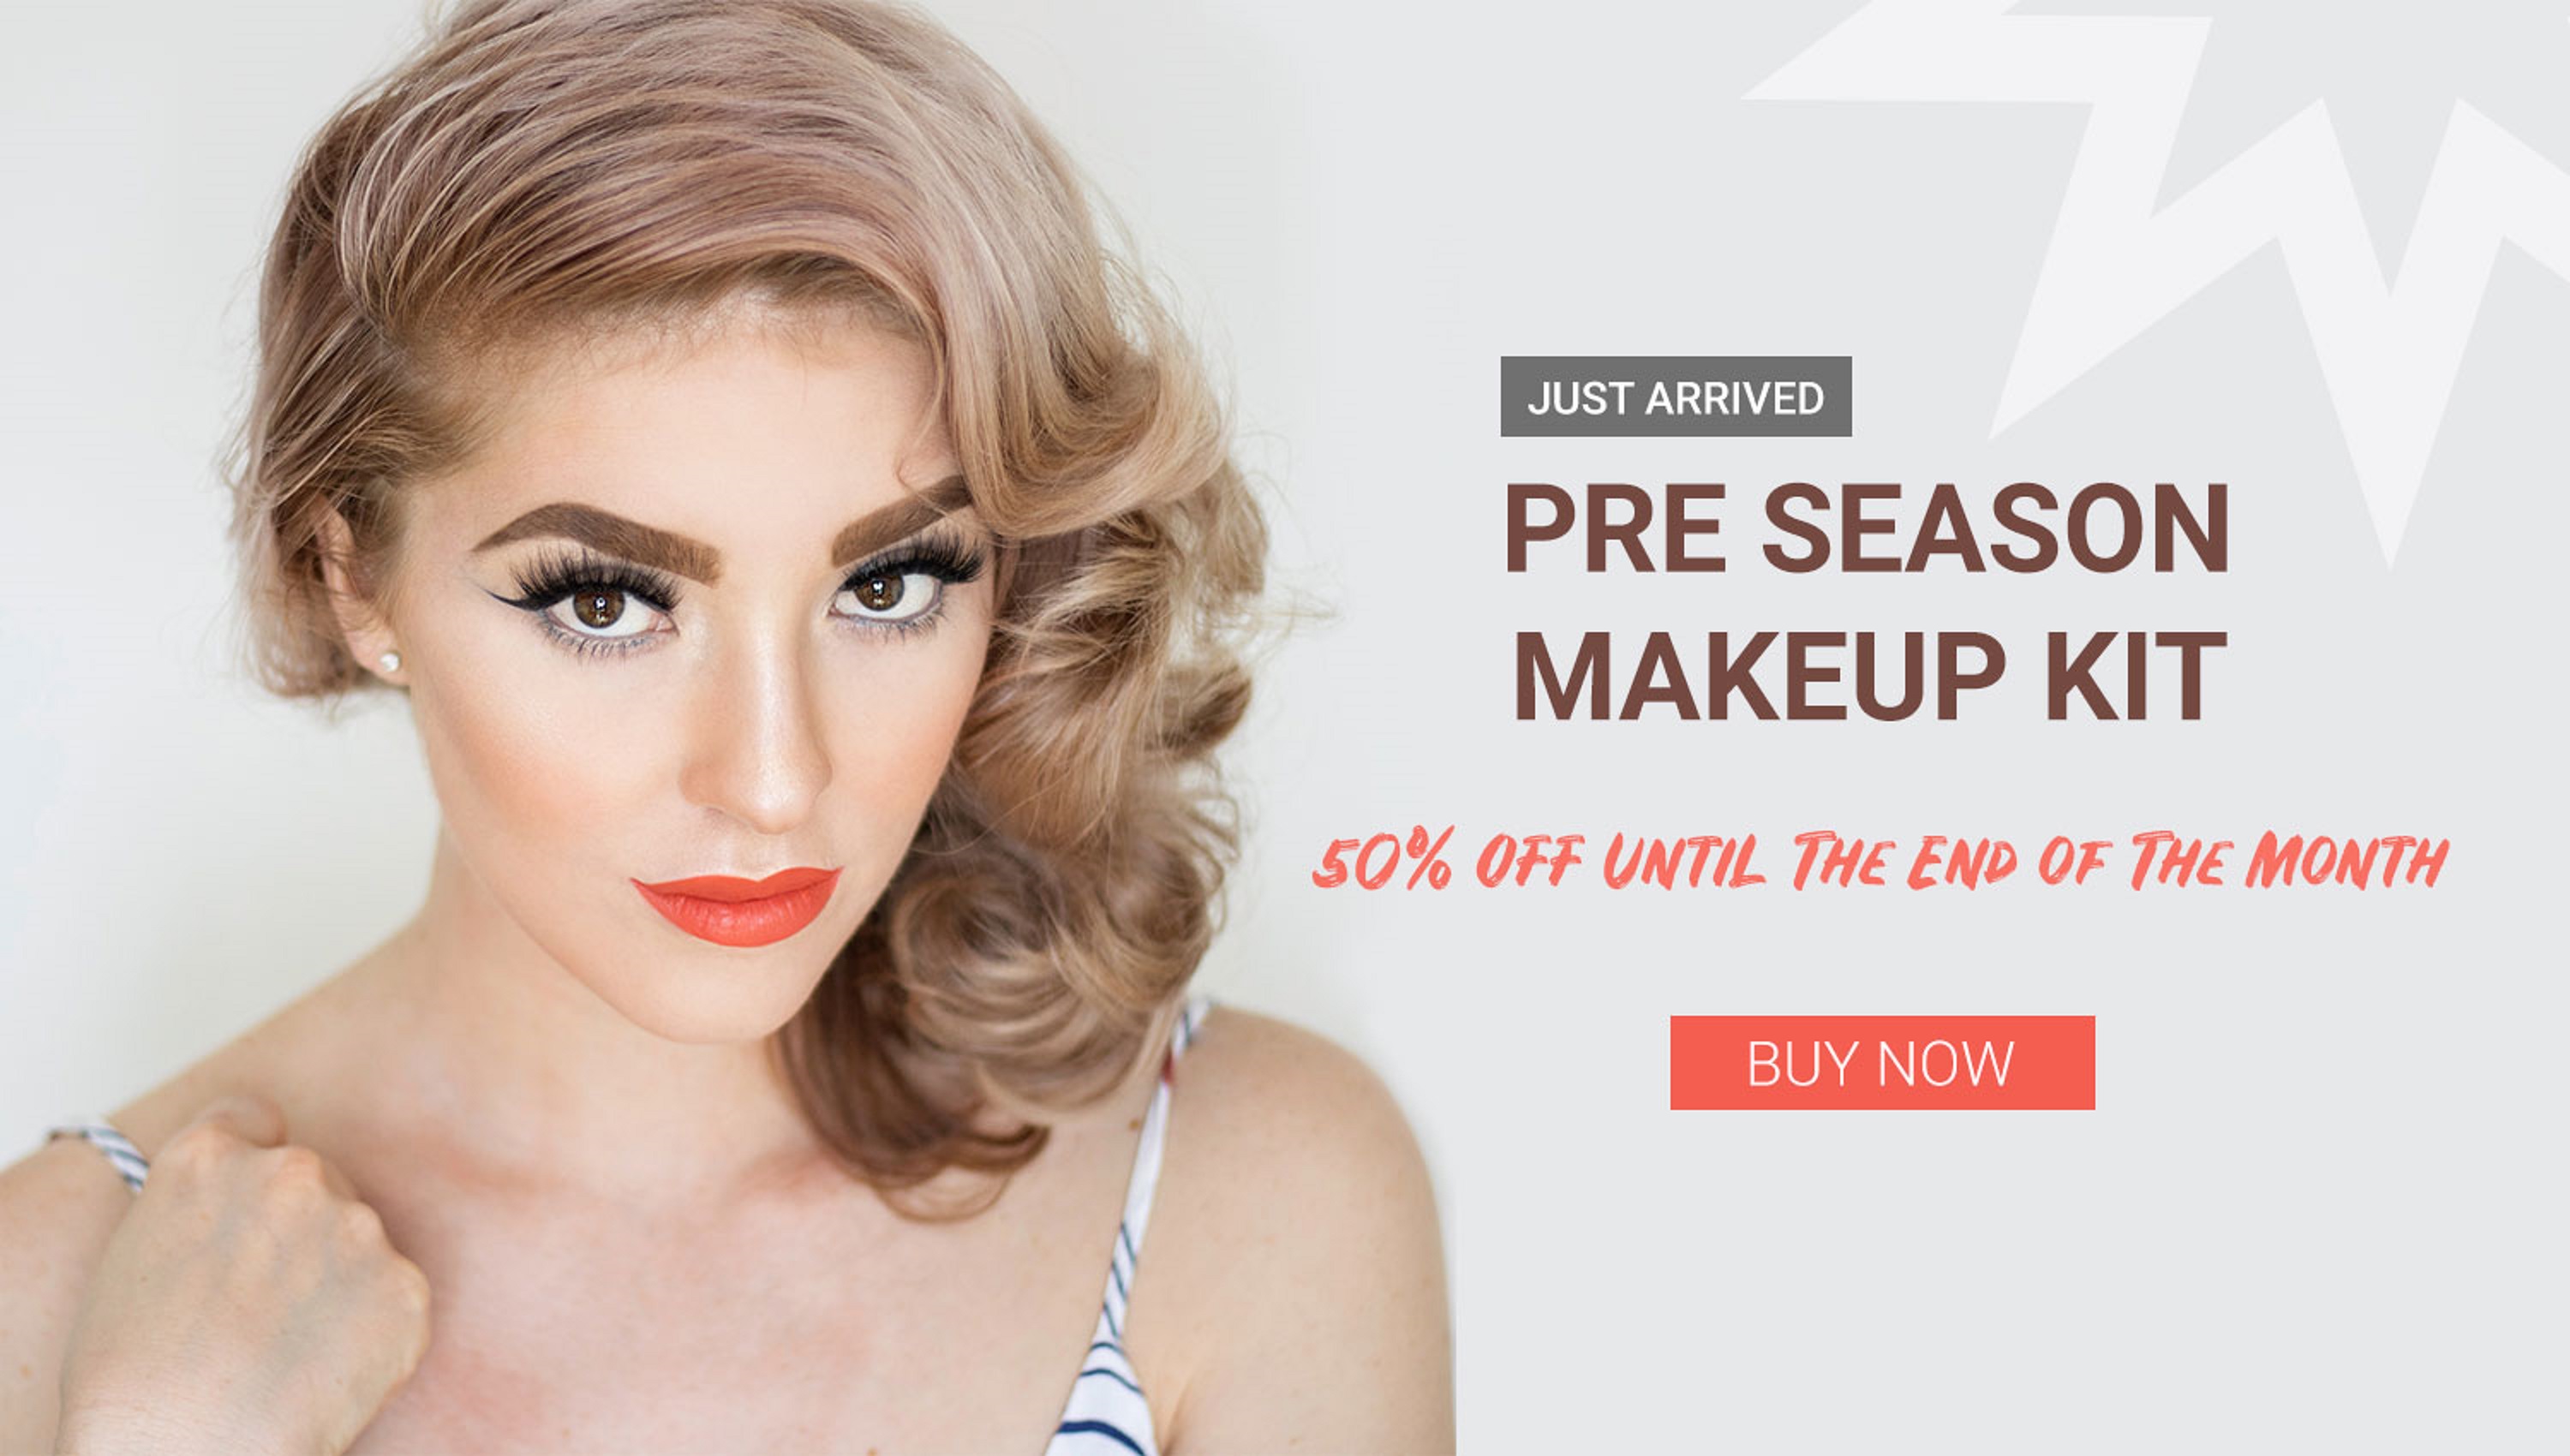 JUST ARRIVED
PRE SEASON
MAKEUP KIT
50% OFF UNTIL THE END OF THE MONTH
BUY NOW